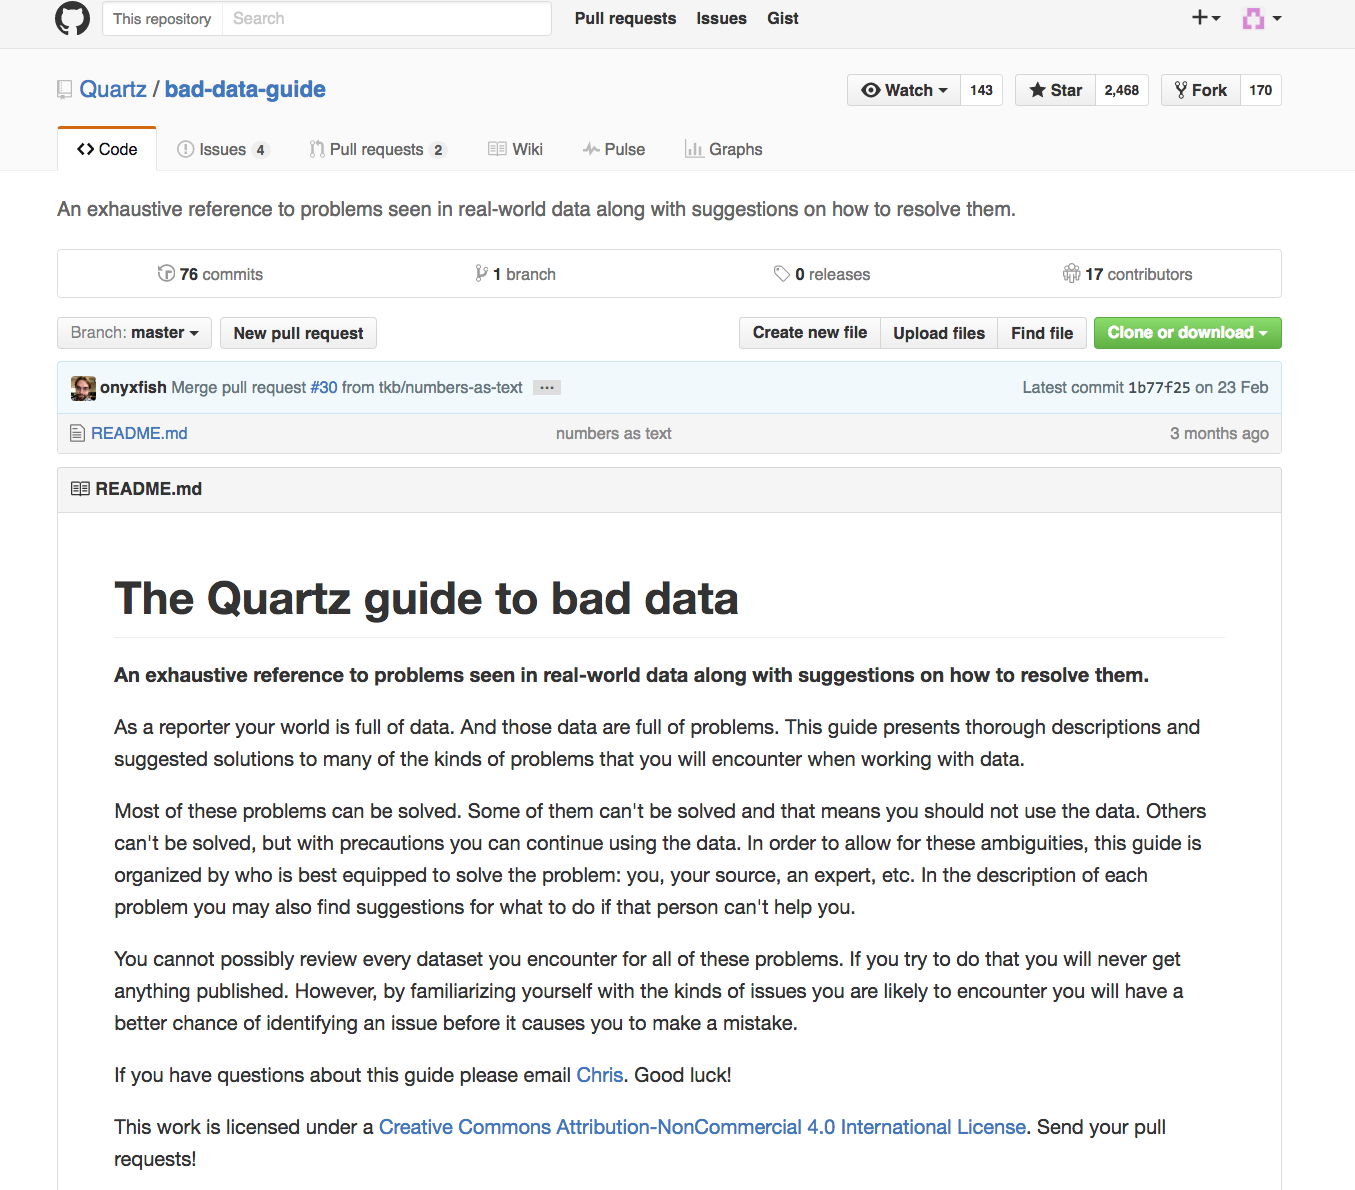 This repository Search Pull requests Issues Gist
Quartz / bad-data-guide Watch 143 Star 2,468 Fork 170
Code Issues 4 Pull requests 2 Wiki Pulse Graphs
An exhaustive reference to problems seen in real-world data along with suggestions on how to resolve them.
76 commits 1 branch 0 releases 17 contributors
Branch: master New pull request Create new file Upload files Find file Clone or download
onyxfish Merge pull request #30 from tkb/numbers-as-text ... Latest commit 1b77f25 on 23 Feb
README.md numbers as text 3 months ago
README.md
The Quartz guide to bad data
An exhaustive reference to problems seen in real-world data along with suggestions on how to resolve them.
As a reporter your world is full of data. And those data are full of problems. This guide presents thorough descriptions and
suggested solutions to many of the kinds of problems that you will encounter when working with data.
Most of these problems can be solved. Some of them can't be solved and that means you should not use the data. Others
can't be solved, but with precautions you can continue using the data. In order to allow for these ambiguities, this guide is
organized by who is best equipped to solve the problem: you, your source, an expert, etc. In the description of each
problem you may also find suggestions for what to do if that person can't help you.
You cannot possibly review every dataset you encounter for all of these problems. If you try to do that you will never get
anything published. However, by familiarizing yourself with the kinds of issues you are likely to encounter you will have a
better chance of identifying an issue before it causes you to make a mistake.
If you have questions about this guide please email Chris. Good luck!
This work is licensed under a Creative Commons Attribution-NonCommercial 4.0 International License. Send your pull
requests!